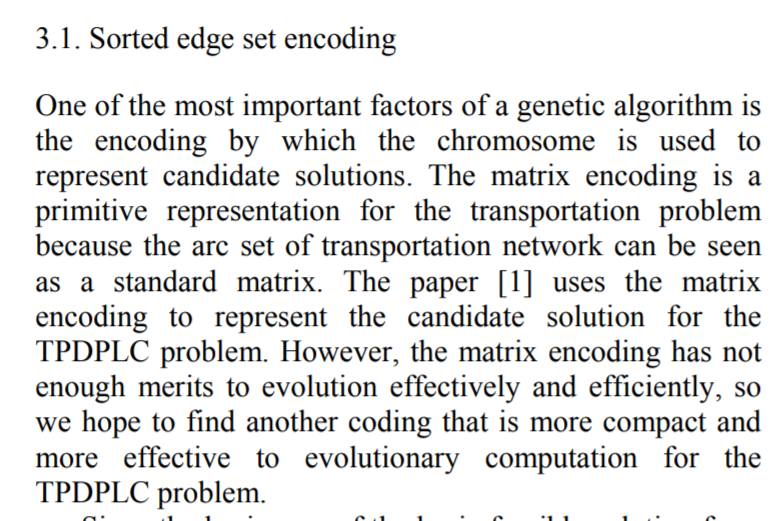 3.1. Sorted edge set encoding
One of the most important factors of a genetic algorithm is
the encoding by which the chromosome is used to
represent candidate solutions. The matrix encoding is a
primitive representation for the transportation problem
because the arc set of transportation network can be seen
as a standard matrix. The paper [1] uses the matrix
encoding to represent the candidate solution for the
TPDPLC problem. However, the matrix encoding has not
enough merits to evolution effectively and efficiently, so
we hope to find another coding that is more compact and
more effective to evolutionary computation for the
TPDPLC problem.